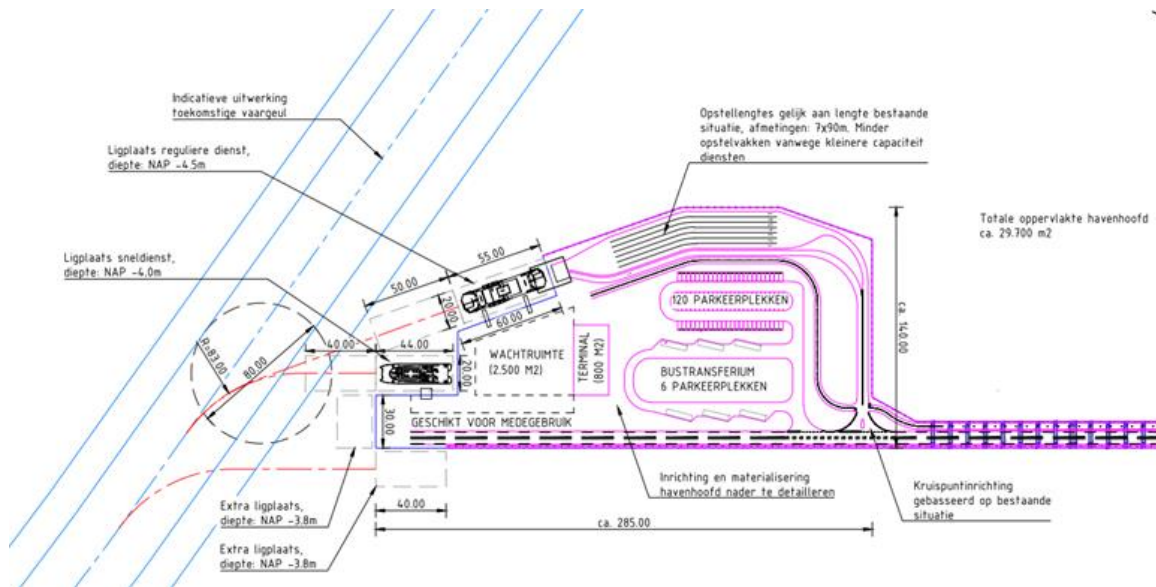 Indicatieve uitwerking
toekomstige vaargeul
Ligplaats reguliere dienst,
diepte: NAP -4.5m
Opstellengtes gelijk aan lengte bestaande
situatie, afmetingen: 7x90m. Minder
opstelvakken vanwege kleinere capaciteit
diensten
Totale oppervlakte havenhoofd
ca. 29.700 m2
Ligplaats sneldienst,
diepte: NAP -4.0m
55.00
50.00
20.00
60.00
120 PARKEERPLEKKEN
ca. 140.00
R=83.00
80.00
40.00
44.00
20.00
WACHTRUIMTE
(2.500 M2)
TERMINAL
(800 M2)
BUSTRANSFERIUM
6 PARKEERPLEKKEN
30.00
GESCHIKT VOOR MEDEGEBRUIK
Inrichting en materialisering
havenhoofd nader te detailleren
Kruispuntinrichting
gebasseerd op bestaande
situatie
Extra ligplaats,
diepte: NAP -3.8m
40.00
ca. 285.00
Extra ligplaats,
diepte: NAP -3.8m